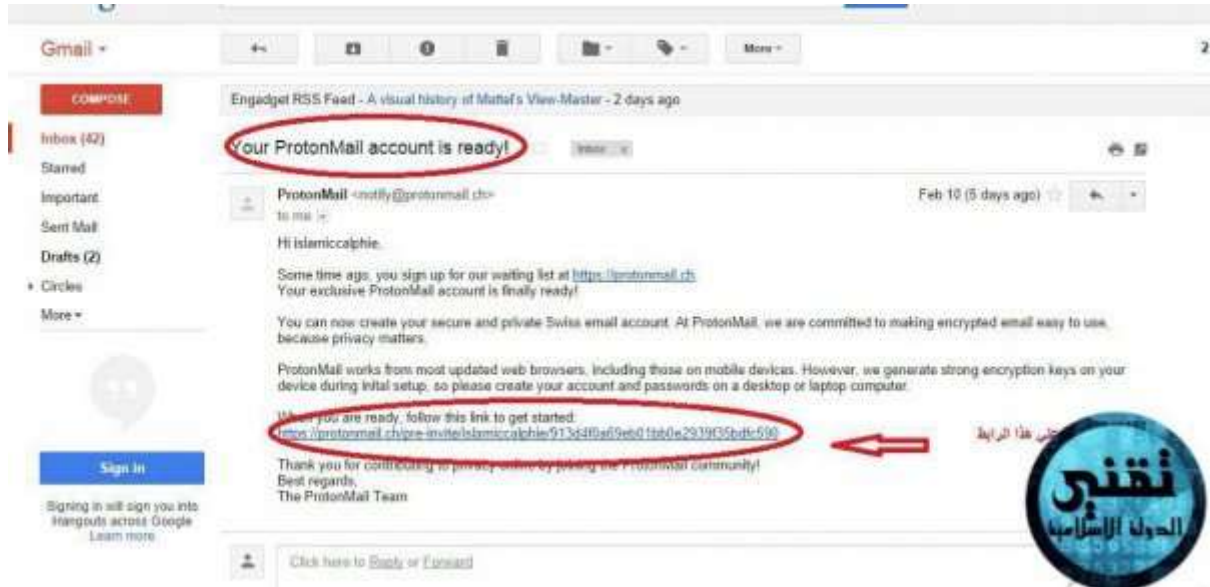 Gmail
More
2
COMPOSE
Engadget RSS Feed - A visual history of Mattel's View-Master - 2 days ago
Inbox (42)
Your ProtonMail account is ready!
Inbox x
Starred
Important
ProtonMail <notify@protonmail.ch>
Feb 10 (5 days ago)
to me
Sent Mail
Hi islamiccalphie,
Drafts (2)
Some time ago, you sign up for our waiting list at https://protonmail.ch
Your exclusive ProtonMail account is finally ready!
Circles
More
You can now create your secure and private Swiss email account. At ProtonMail, we are committed to making encrypted email easy to use,
because privacy matters.
ProtonMail works from most updated web browsers, including those on mobile devices. However, we generate strong encryption keys on your
device during inital setup, so please create your account and passwords on a desktop or laptop computer.
When you are ready, follow this link to get started:
على هذا الرابط
Sign in
Thank you for contributing to privacy online by joining the ProtonMail community!
Best regards,
The ProtonMail Team
Signing in will sign you into
Hangouts across Google
Learn more
تقني
الدولة الإسلامية
Click here to Reply or Forward